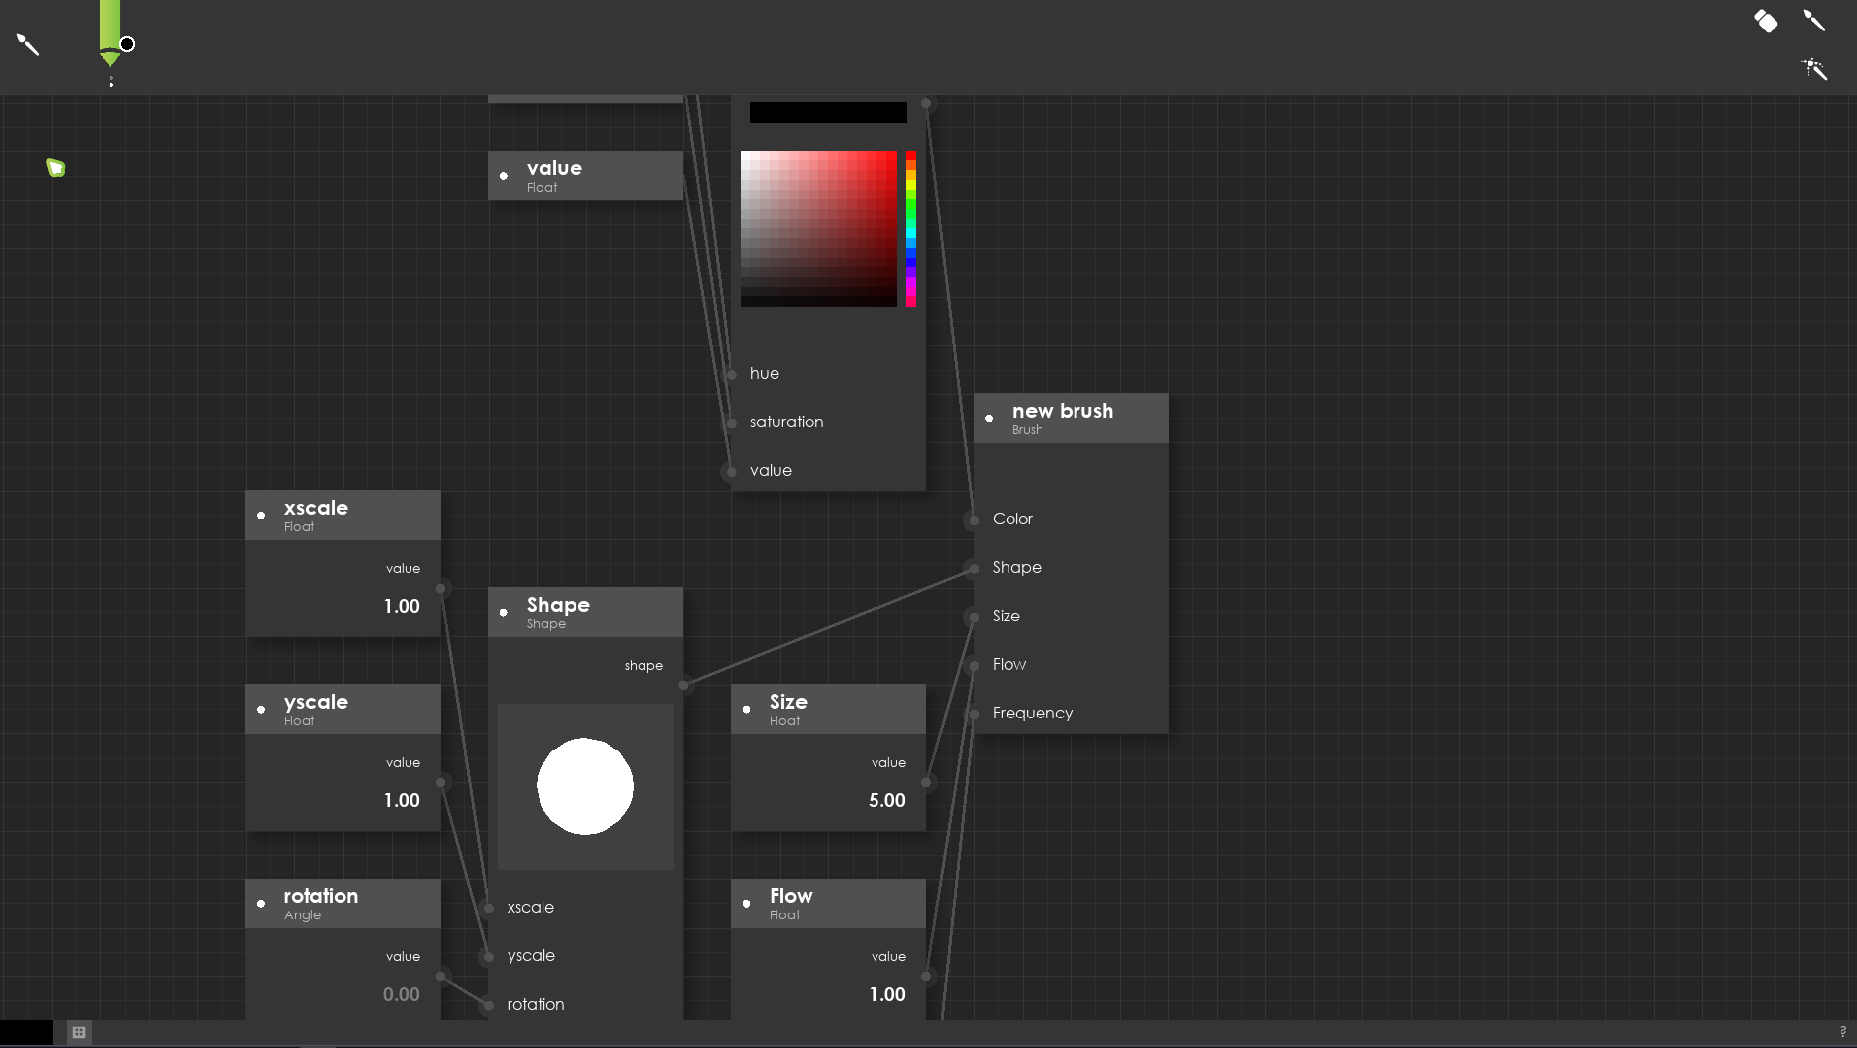 value
Float
hue
saturation
value
new brush
Brush
Color
Shape
Size
Flow
Frequency
xscale
Float
value
1.00
Shape
Shape
shape
yscale
Float
value
1.00
Size
Float
value
5.00
rotation
Angle
value
0.00
xscale
yscale
rotation
Flow
Float
value
1.00
?